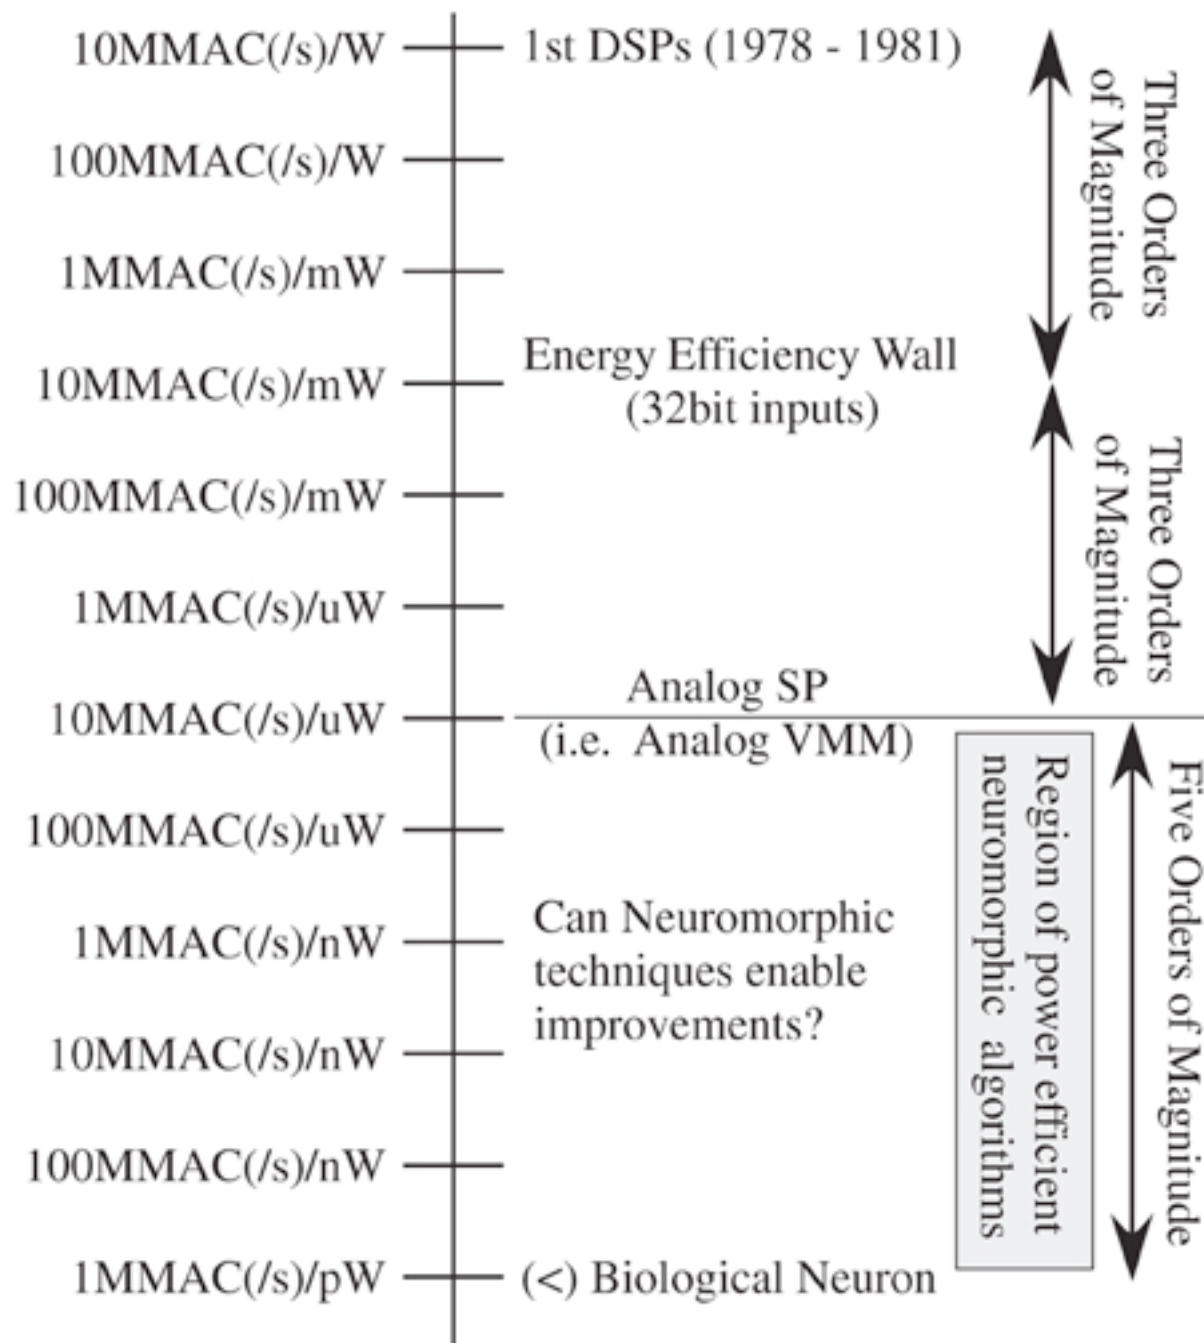 10MMAC(/s)/W
1st DSPs (1978 - 1981)
100MMAC(/s)/W
1MMAC(/s)/mW
Three Orders
of Magnitude
10MMAC(/s)/mW
Energy Efficiency Wall
(32bit inputs)
100MMAC(/s)/mW
1MMAC(/s)/uW
Three Orders
of Magnitude
10MMAC(/s)/uW
Analog SP
(i.e. Analog VMM)
100MMAC(/s)/uW
1MMAC(/s)/nW
Can Neuromorphic
techniques enable
improvements?
10MMAC(/s)/nW
100MMAC(/s)/nW
1MMAC(/s)/pW
(<) Biological Neuron
Region of power efficient
neuromorphic algorithms
Five Orders of Magnitude